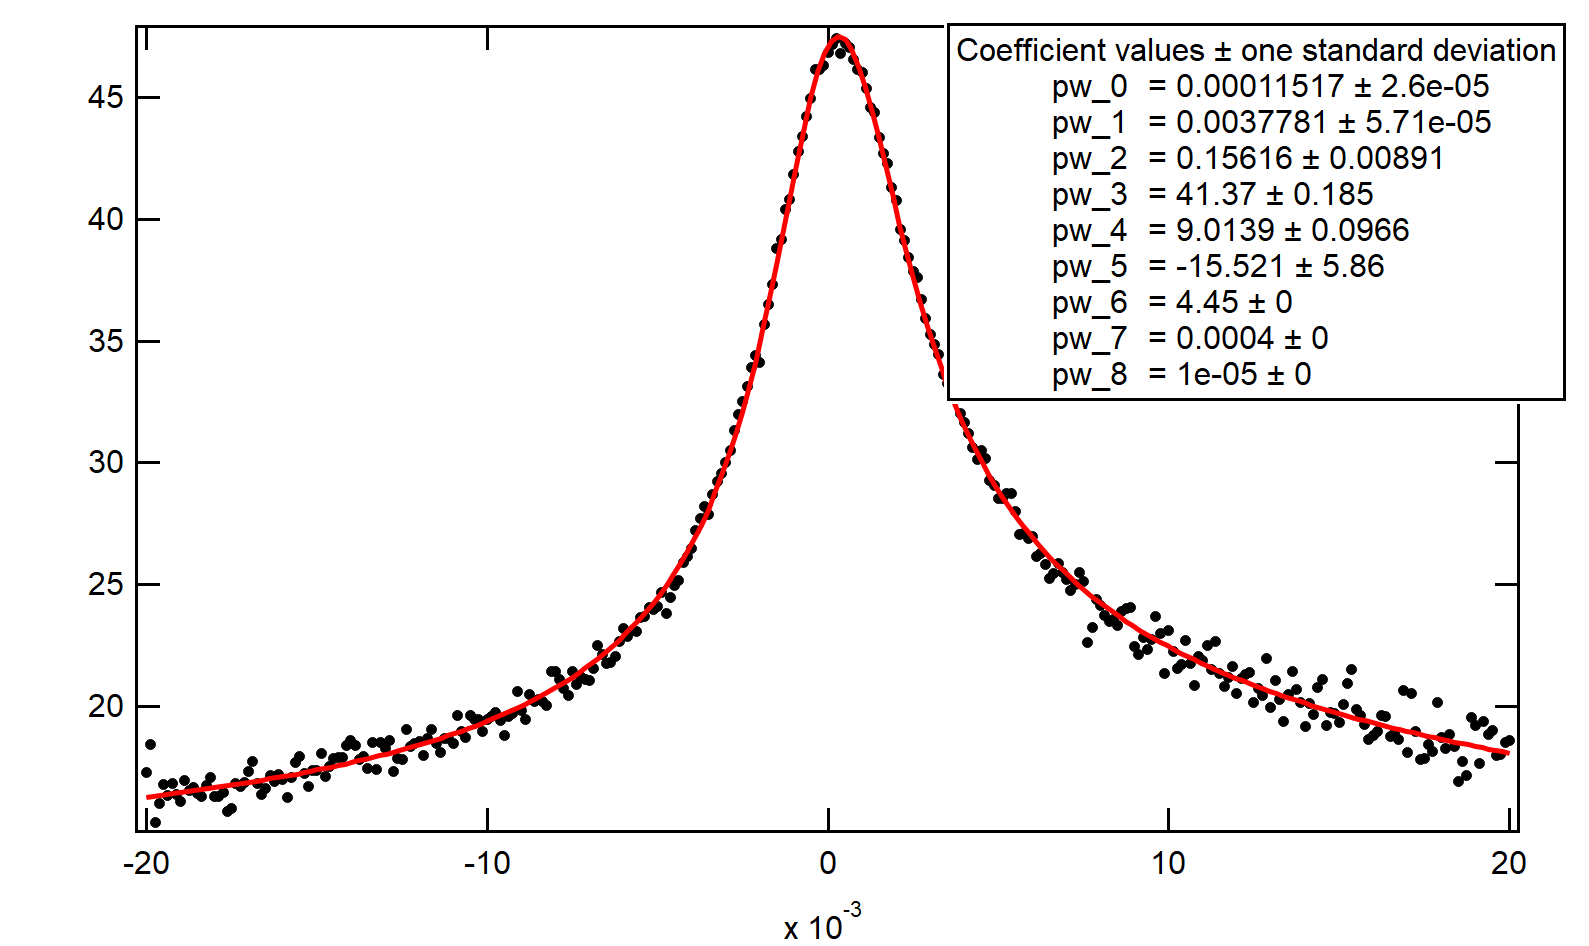 Coefficient values ± one standard deviation
pw_0 = 0.00011517 ± 2.6e-05
pw_1 = 0.0037781 ± 5.71e-05
pw_2 = 0.15616 ± 0.00891
pw_3 = 41.37 ± 0.185
pw_4 = 9.0139 ± 0.0966
pw_5 = -15.521 ± 5.86
pw_6 = 4.45 ± 0
pw_7 = 0.0004 ± 0
pw_8 = 1e-05 ± 0
45
40
35
30
25
20
-20 -10 0 10 20
x 10^-3